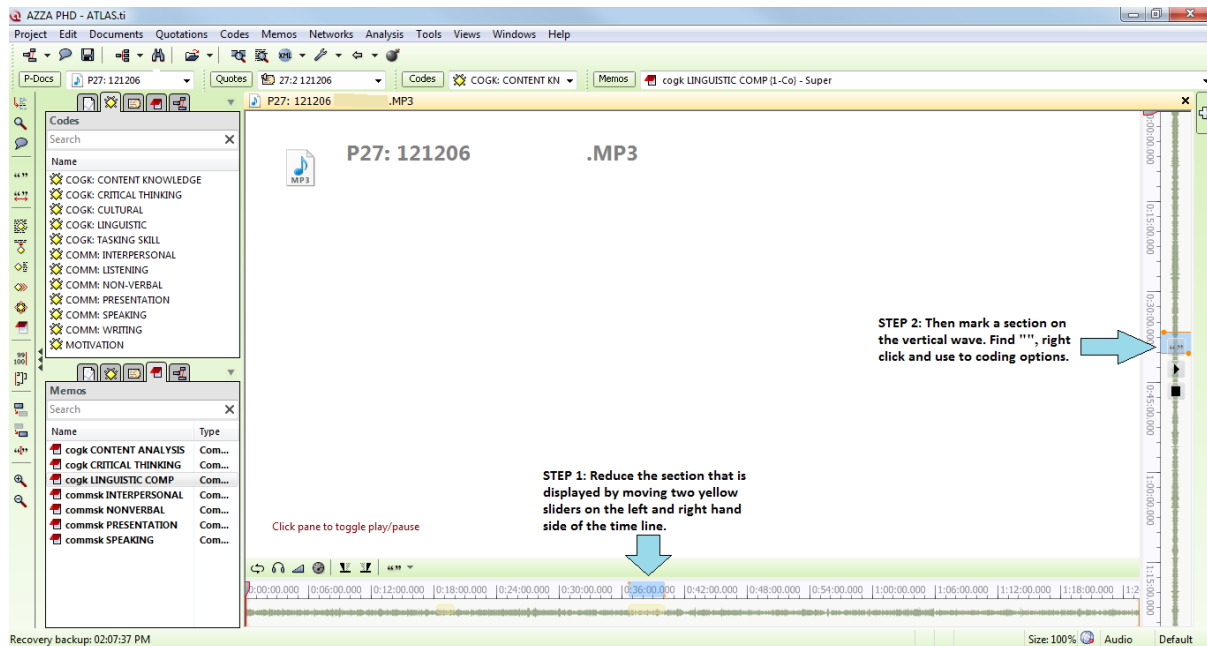 AZZA PHD - ATLAS.ti
Project Edit Documents Quotations Codes Memos Networks Analysis Tools Views Windows Help
P-Docs P27: 121206 Quotes 27:2 121206 Codes COGK: CONTENT KN Memos cogk LINGUISTIC COMP {1-Co} - Super
P27: 121206 .MP3
Codes
Search
Name
COGK: CONTENT KNOWLEDGE
COGK: CRITICAL THINKING
COGK: CULTURAL
COGK: LINGUISTIC
COGK: TASKING SKILL
COMM: INTERPERSONAL
COMM: LISTENING
COMM: NON-VERBAL
COMM: PRESENTATION
COMM: SPEAKING
COMM: WRITING
MOTIVATION
Memos
Search
Name Type
cogk CONTENT ANALYSIS Com...
cogk CRITICAL THINKING Com...
cogk LINGUISTIC COMP Com...
commsk INTERPERSONAL Com...
commsk NONVERBAL Com...
commsk PRESENTATION Com...
commsk SPEAKING Com...
MP3
P27: 121206 .MP3
STEP 2: Then mark a section on
the vertical wave. Find "", right
click and use to coding options.
STEP 1: Reduce the section that is
displayed by moving two yellow
sliders on the left and right hand
side of the time line.
Click pane to toggle play/pause
0:00:00.000 0:06:00.000 0:12:00.000 0:18:00.000 0:24:00.000 0:30:00.000 0:36:00.000 0:42:00.000 0:48:00.000 0:54:00.000 1:00:00.000 1:06:00.000 1:12:00.000 1:18:00.000 1:2
0:00:00.000
0:15:00.000
0:30:00.000
0:45:00.000
1:00:00.000
1:15:00.000
Recovery backup: 02:07:37 PM
Size: 100% Audio Default